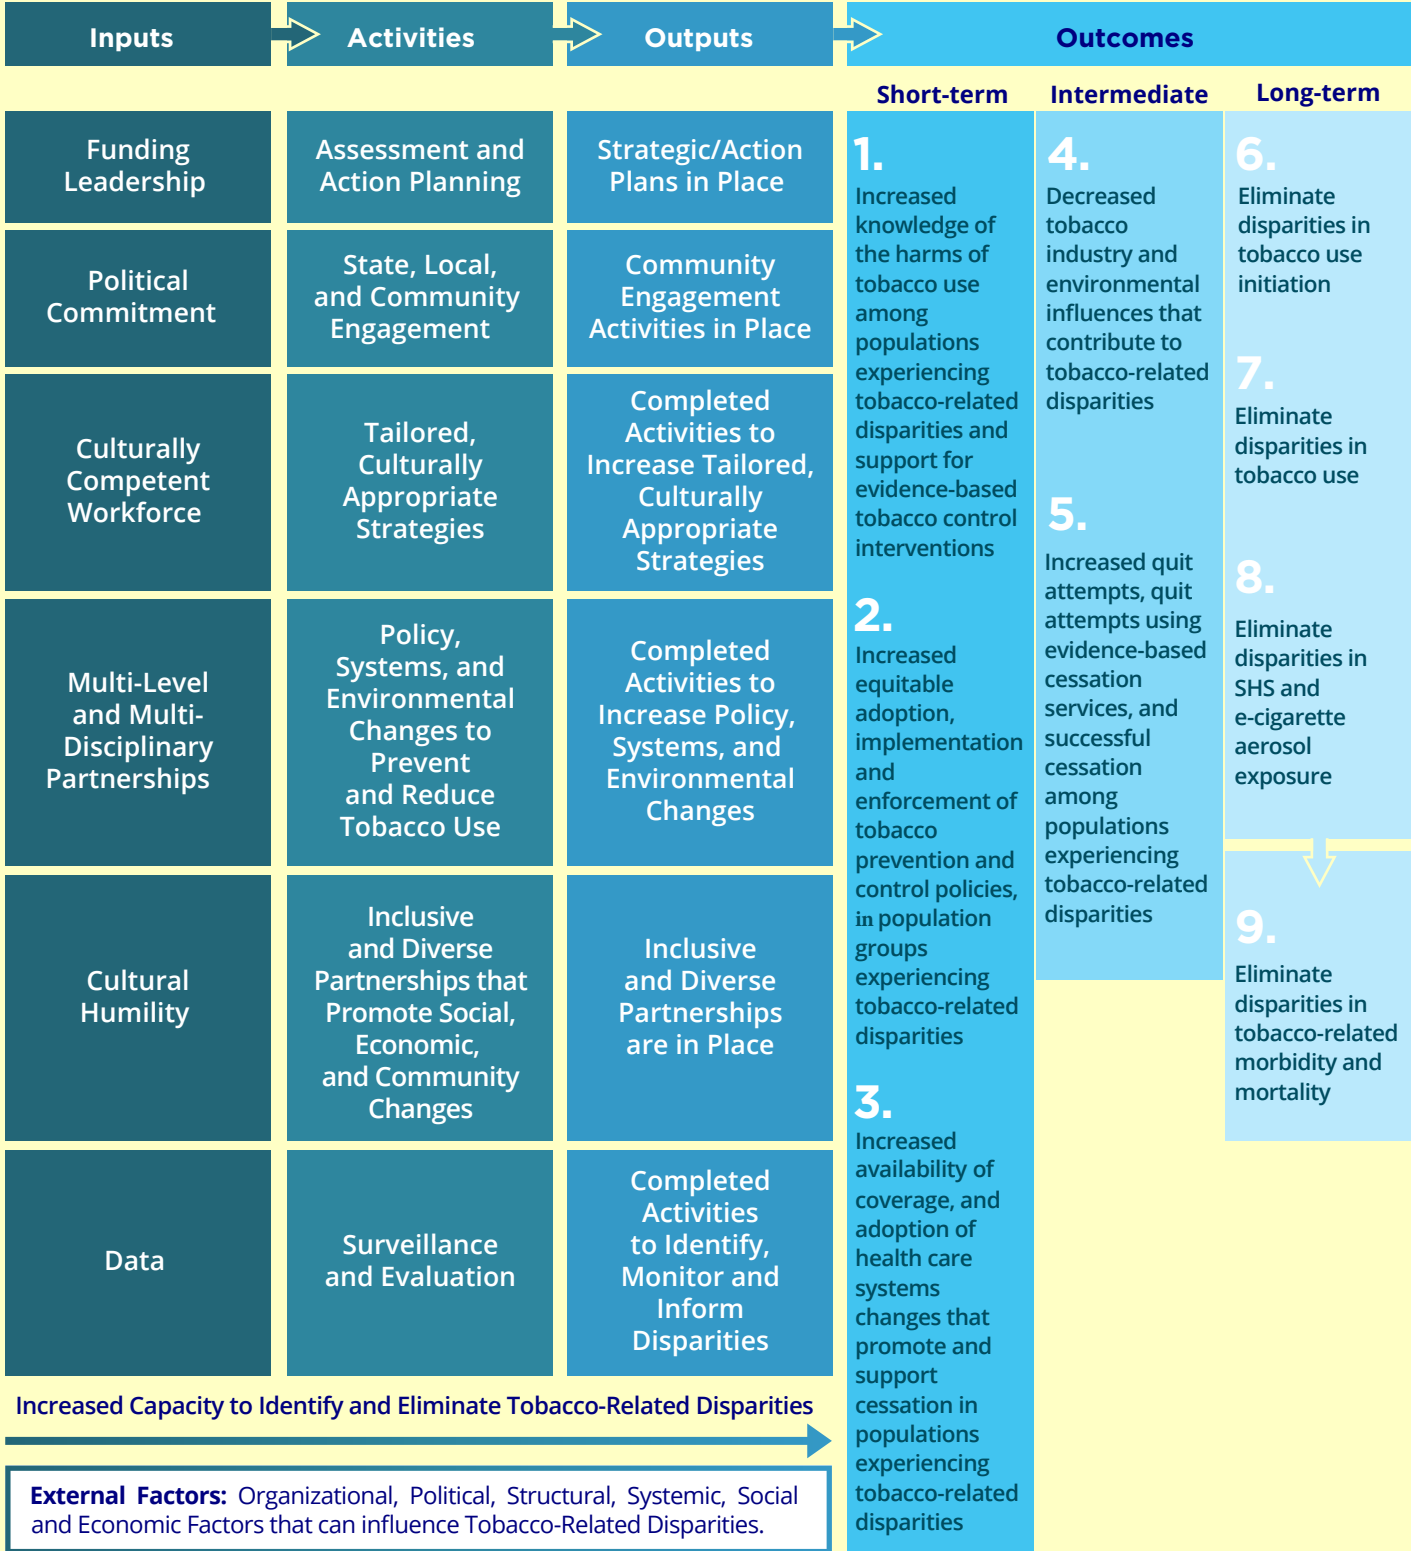 Inputs
Activities
Outputs
Outcomes
Short-term
Intermediate
Long-term
Funding
Leadership
Assessment and
Action Planning
Strategic/Action
Plans in Place
Political
Commitment
State, Local,
and Community
Engagement
Community
Engagement
Activities in Place
Culturally
Competent
Workforce
Tailored,
Culturally
Appropriate
Strategies
Completed
Activities to
Increase Tailored,
Culturally
Appropriate
Strategies
Multi-Level
and Multi-
Disciplinary
Partnerships
Policy,
Systems, and
Environmental
Changes to
Prevent
and Reduce
Tobacco Use
Completed
Activities to
Increase Policy,
Systems, and
Environmental
Changes
Cultural
Humility
Inclusive
and Diverse
Partnerships that
Promote Social,
Economic,
and Community
Changes
Inclusive
and Diverse
Partnerships
are in Place
Data
Surveillance
and Evaluation
Completed
Activities
to Identify,
Monitor and
Inform
Disparities
Increased Capacity to Identify and Eliminate Tobacco-Related Disparities
External Factors: Organizational, Political, Structural, Systemic, Social
and Economic Factors that can influence Tobacco-Related Disparities.
1.
Increased
knowledge of
the harms of
tobacco use
among
populations
experiencing
tobacco-related
disparities and
support for
evidence-based
tobacco control
interventions
2.
Increased
equitable
adoption,
implementation
and
enforcement of
tobacco
prevention and
control policies,
in population
groups
experiencing
tobacco-related
disparities
3.
Increased
availability of
coverage, and
adoption of
health care
systems
changes that
promote and
support
cessation in
populations
experiencing
tobacco-related
disparities
4.
Decreased
tobacco
industry and
environmental
influences that
contribute to
tobacco-related
disparities
5.
Increased quit
attempts, quit
attempts using
evidence-based
cessation
services, and
successful
cessation
among
populations
experiencing
tobacco-related
disparities
6.
Eliminate
disparities in
tobacco use
initiation
7.
Eliminate
disparities in
tobacco use
8.
Eliminate
disparities in
SHS and
e-cigarette
aerosol
exposure
9.
Eliminate
disparities in
tobacco-related
morbidity and
mortality